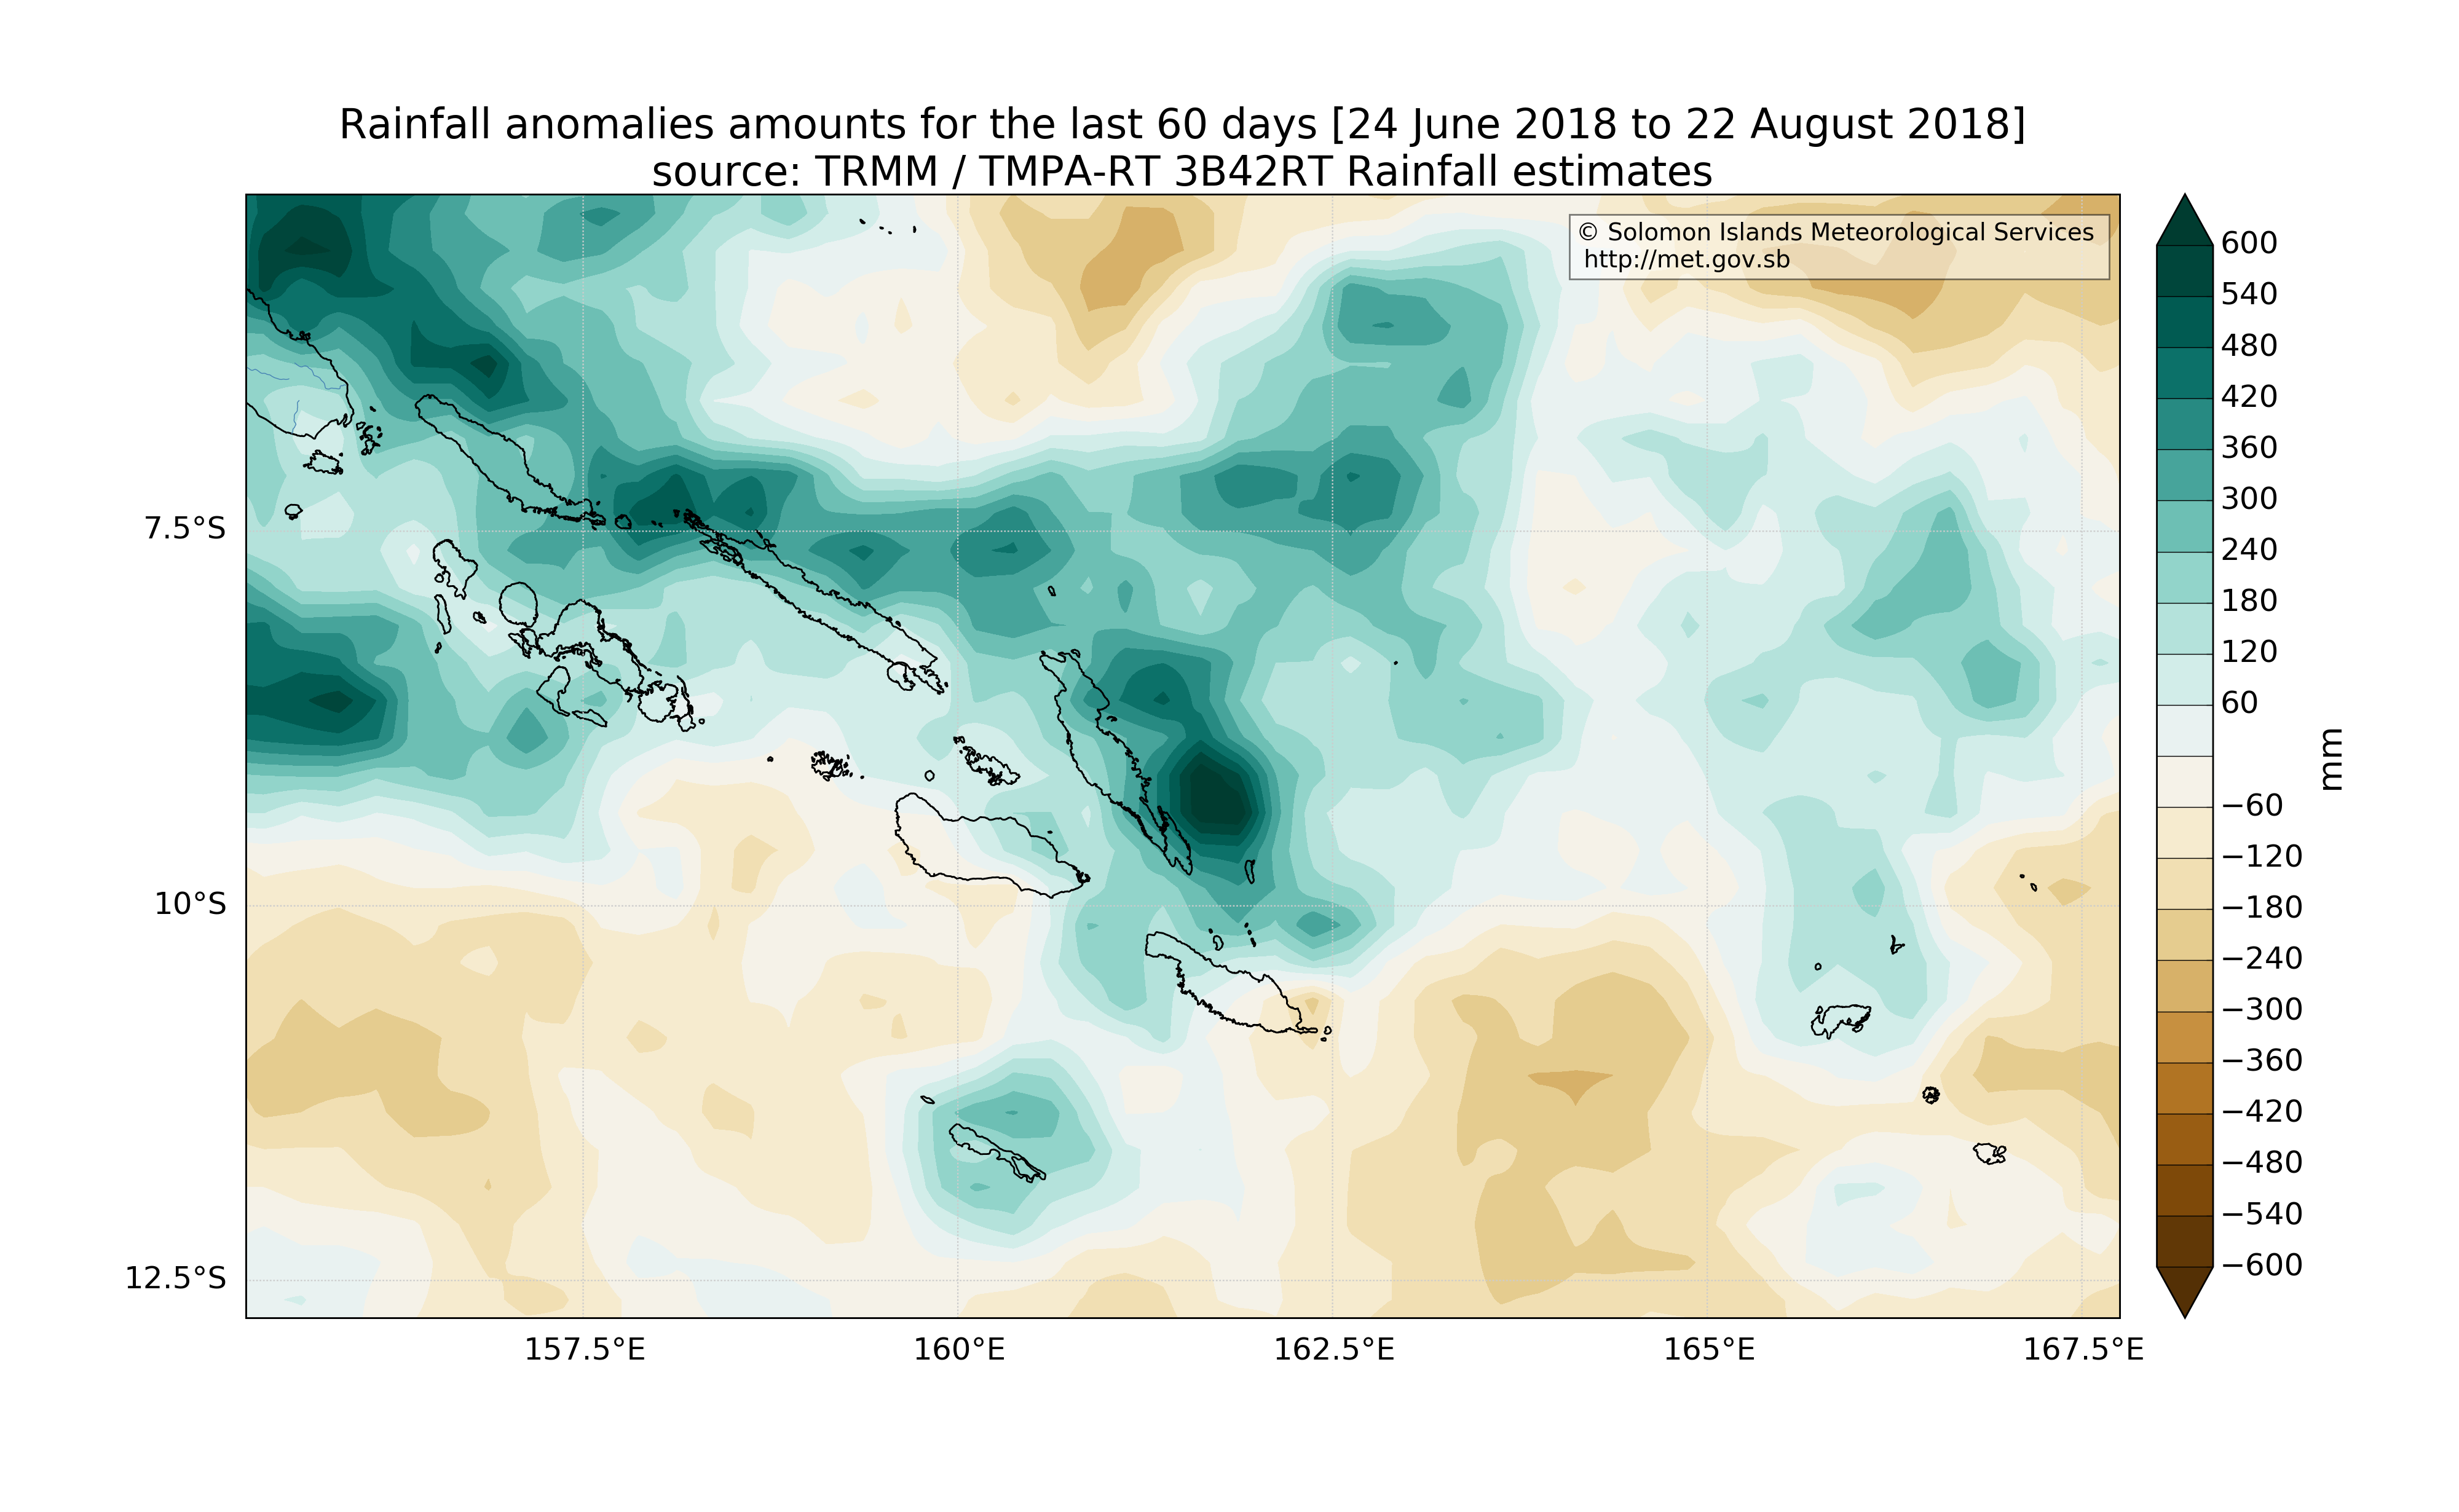 Rainfall anomalies amounts for the last 60 days [24 June 2018 to 22 August 2018]
source: TRMM / TMPA-RT 3B42RT Rainfall estimates
© Solomon Islands Meteorological Services
http://met.gov.sb
7.5°S
10°S
12.5°S
157.5°E
160°E
162.5°E
165°E
167.5°E
600
540
480
420
360
300
240
180
120
60
−60
−120
−180
−240
−300
−360
−420
−480
−540
−600
mm